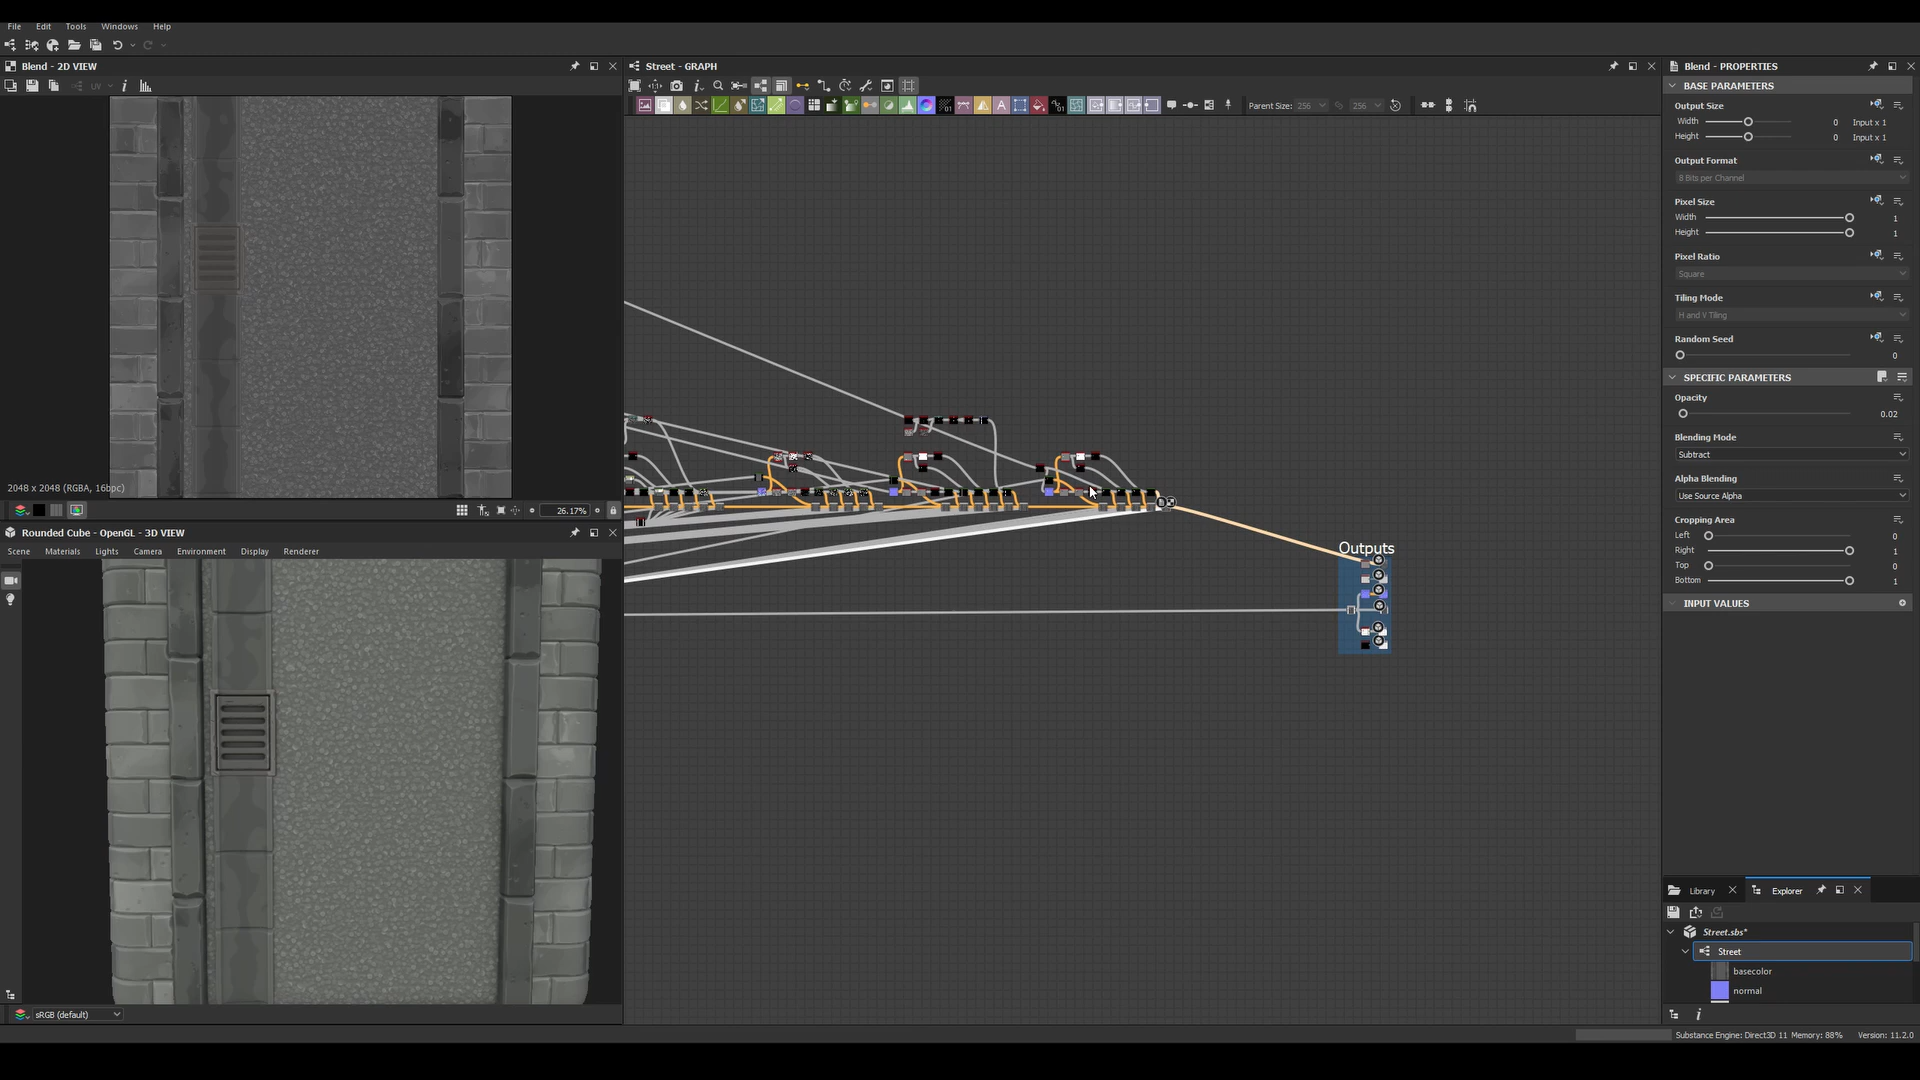 File Edit Tools Windows Help
Blend - 2D VIEW
UV
2048 x 2048 (RGBA, 16bpc)
26.17%
Rounded Cube - OpenGL - 3D VIEW
Scene Materials Lights Camera Environment Display Renderer
sRGB (default)
Street - GRAPH
Parent Size: 256 256
Outputs
Blend - PROPERTIES
BASE PARAMETERS
Output Size
Width 0 Input x 1
Height 0 Input x 1
Output Format
8 Bits per Channel
Pixel Size
Width 1
Height 1
Pixel Ratio
Square
Tiling Mode
H and V Tiling
Random Seed
0
SPECIFIC PARAMETERS
Opacity
0.02
Blending Mode
Subtract
Alpha Blending
Use Source Alpha
Cropping Area
Left 0
Right 1
Top 0
Bottom 1
INPUT VALUES
Library Explorer
Street.sbs*
Street
basecolor
normal
Substance Engine: Direct3D 11 Memory: 88% Version: 11.2.0